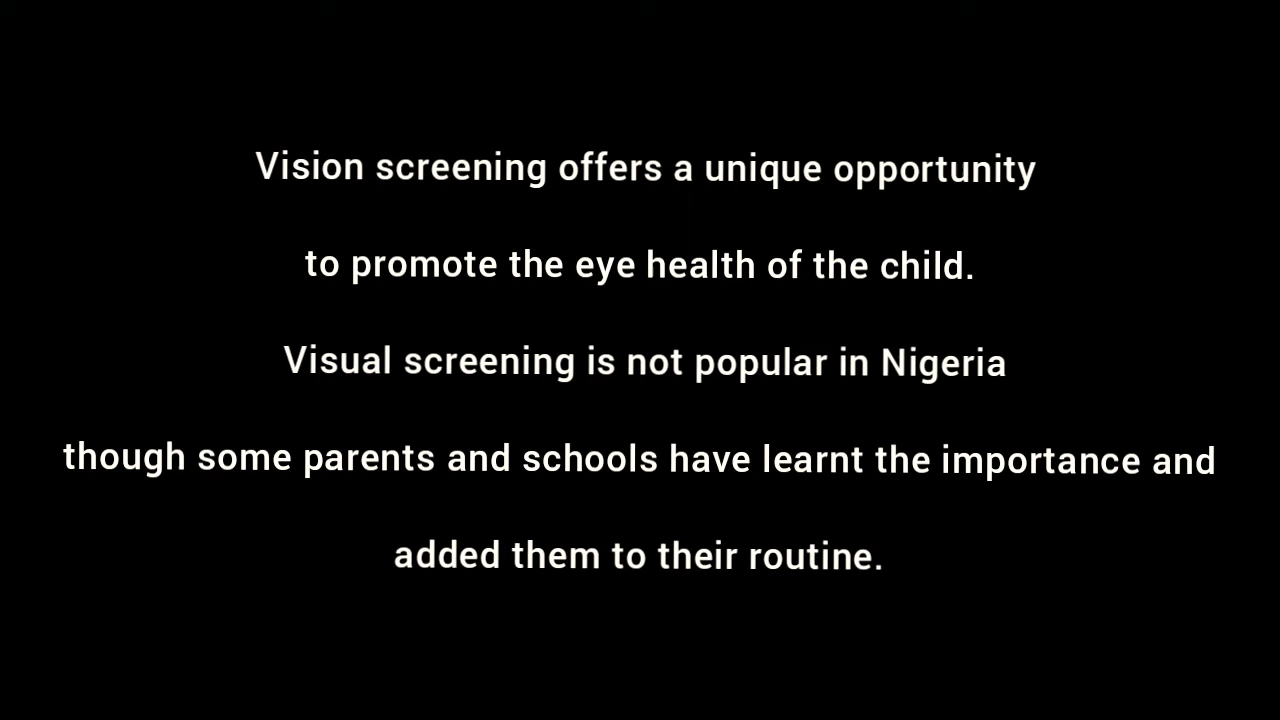 Vision screening offers a unique opportunity
to promote the eye health of the child.
Visual screening is not popular in Nigeria
though some parents and schools have learnt the importance and
added them to their routine.